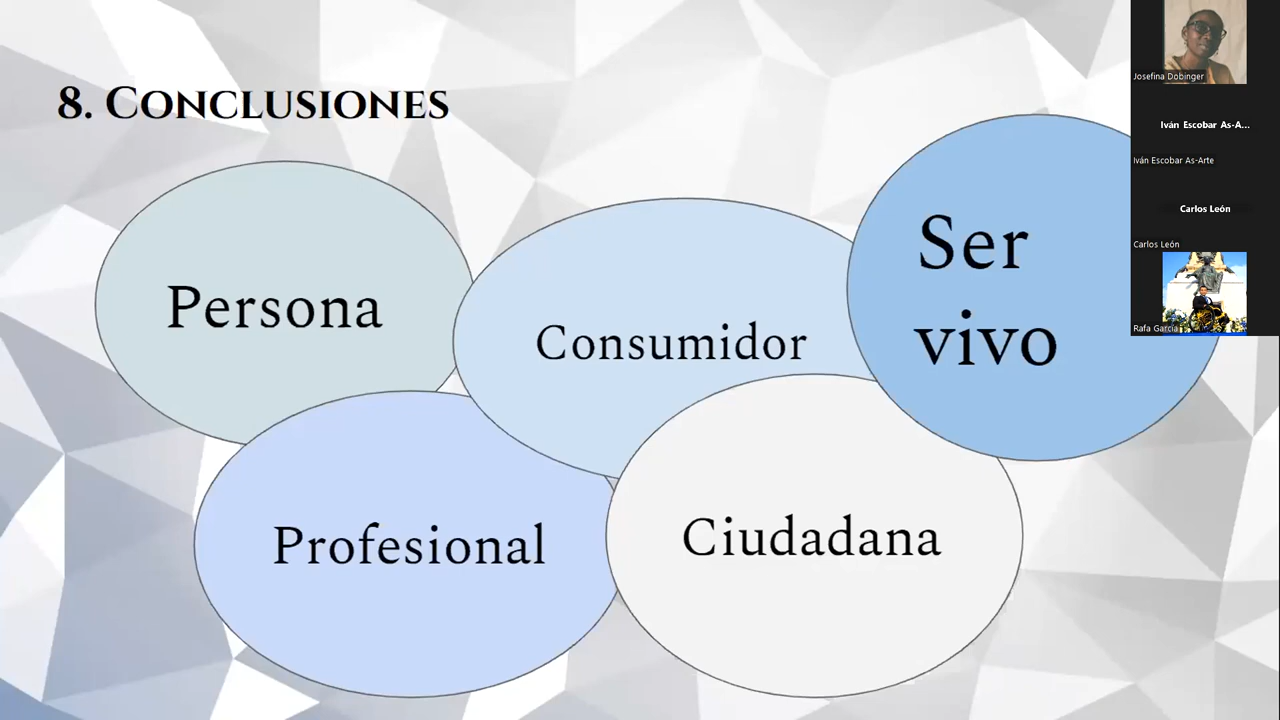 8. Conclusiones
Persona
Consumidor
Ser
vivo
Profesional
Ciudadana
Josefina Dobinger
Iván Escobar As-A...
Iván Escobar As-Arte
Carlos León
Carlos León
Rafa García